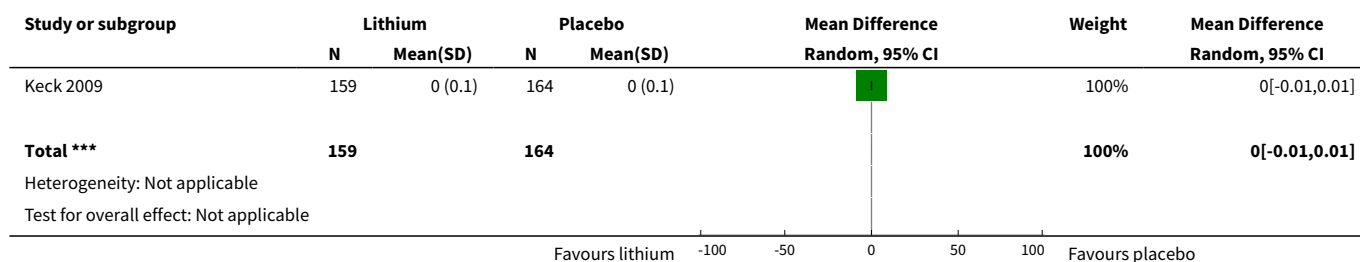 Study or subgroup Lithium Placebo Mean Difference Weight Mean Difference
N Mean(SD) N Mean(SD) Random, 95% CI Random, 95% CI
Keck 2009 159 0 (0.1) 164 0 (0.1) 100% 0[-0.01,0.01]
Total *** 159 164 100% 0[-0.01,0.01]
Heterogeneity: Not applicable
Test for overall effect: Not applicable
Favours lithium -100 -50 0 50 100 Favours placebo